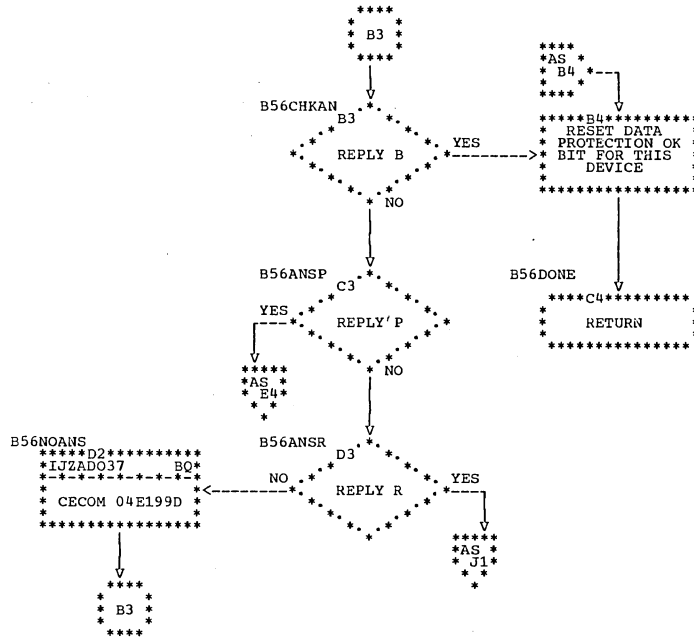 B3
AS
B4
B56CHKAN
B3
REPLY B
YES
NO
B4
RESET DATA
PROTECTION OK
BIT FOR THIS
DEVICE
B56ANSP
C3
YES
REPLY'P
NO
B56DONE
C4
RETURN
AS
E4
B56ANSR
D3
REPLY R
NO
YES
B56NOANS
D2
IJZADO37 BQ
CECOM 04E199D
AS
J1
B3